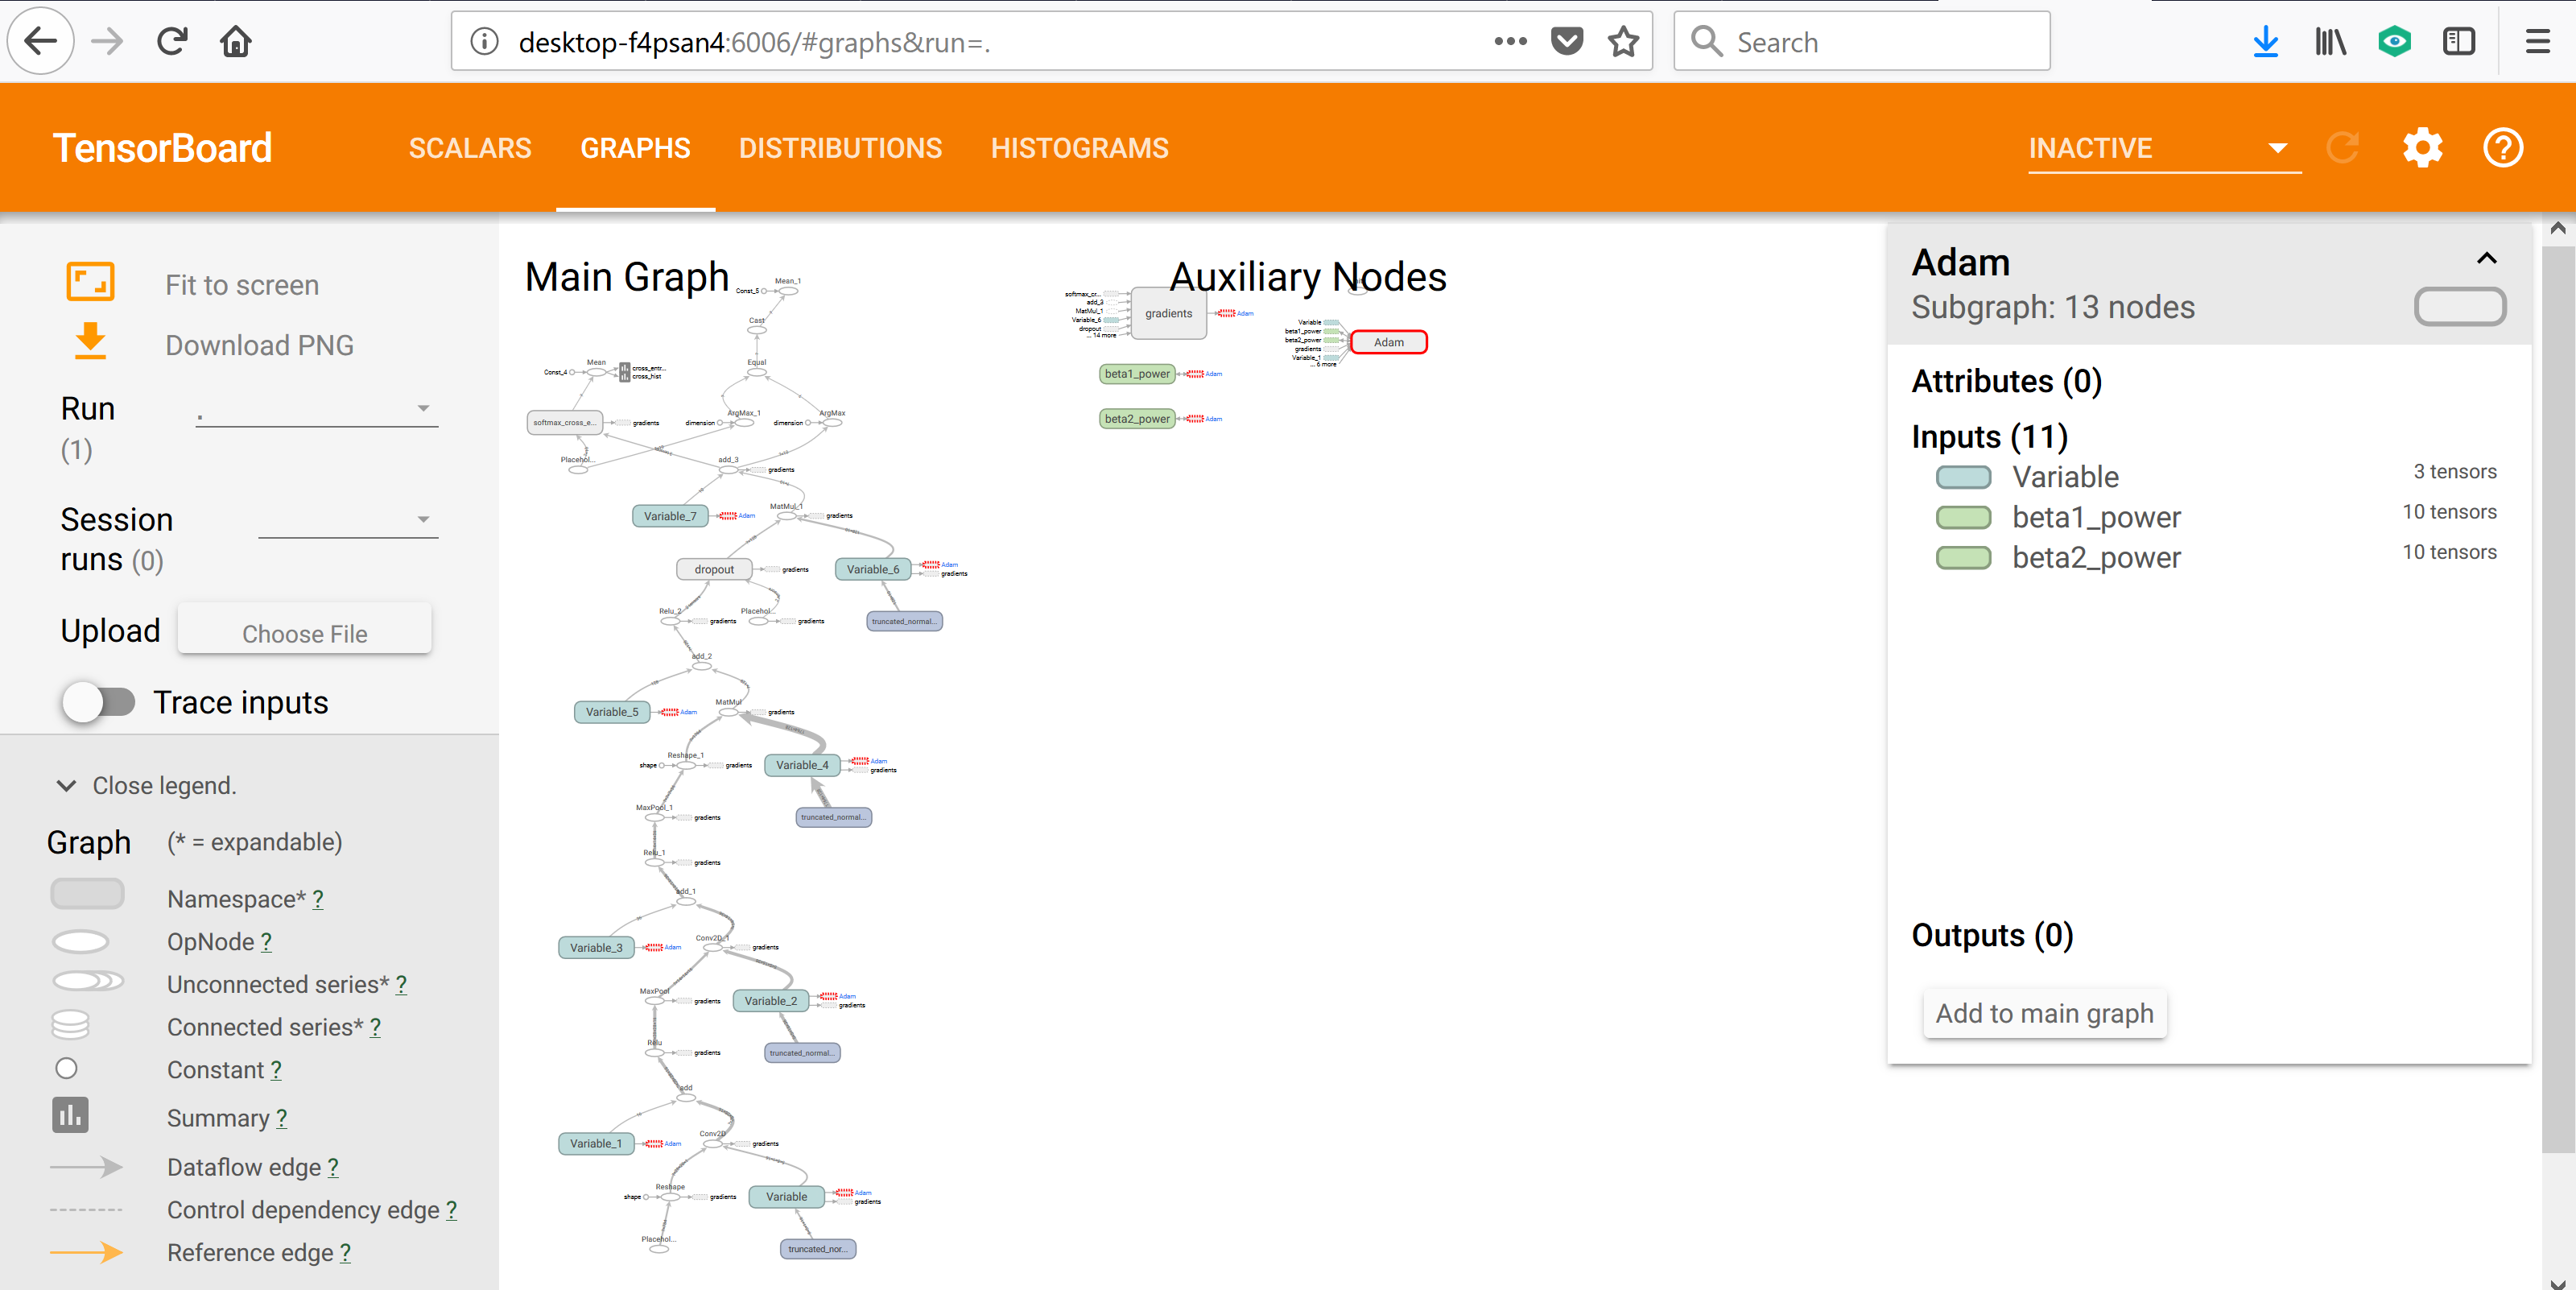 desktop-f4psan4:6006/#graphs&run=.
Search
TensorBoard
SCALARS
GRAPHS
DISTRIBUTIONS
HISTOGRAMS
INACTIVE
Fit to screen
Download PNG
Run
(1)
.
Session
runs (0)
Upload
Choose File
Trace inputs
Close legend.
Graph
(* = expandable)
Namespace* ?
OpNode ?
Unconnected series* ?
Connected series* ?
Constant ?
Summary ?
Dataflow edge ?
Control dependency edge ?
Reference edge ?
Main Graph
Mean_1
Const_5
Cast
Equal
Mean
Const_4
cross_entr...
cross_hist
ArgMax_1
ArgMax
softmax_cross_e...
gradients
dimension
dimension
Placehol...
add_3
gradients
Variable_7
Adam
MatMul_1
gradients
dropout
gradients
Variable_6
Adam
gradients
Relu_2
gradients
Placehol...
gradients
truncated_normal...
add_2
Variable_5
Adam
MatMul
gradients
Reshape_1
shape
gradients
Variable_4
Adam
gradients
MaxPool_1
gradients
truncated_normal...
Relu_1
gradients
add_1
Variable_3
Adam
Conv2D_1
gradients
MaxPool
gradients
Variable_2
Adam
gradients
Relu
gradients
truncated_normal...
add
Variable_1
Adam
Conv2D
gradients
Reshape
shape
gradients
Variable
Adam
gradients
Placehol...
truncated_nor...
Auxiliary Nodes
softmax_cr...
add_3
MatMul_1
Variable_6
dropout
... 14 more
gradients
Adam
Variable
beta1_power
beta2_power
gradients
Variable_1
... 6 more
Adam
beta1_power
Adam
beta2_power
Adam
Adam
Subgraph: 13 nodes
Attributes (0)
Inputs (11)
Variable
3 tensors
beta1_power
10 tensors
beta2_power
10 tensors
Outputs (0)
Add to main graph